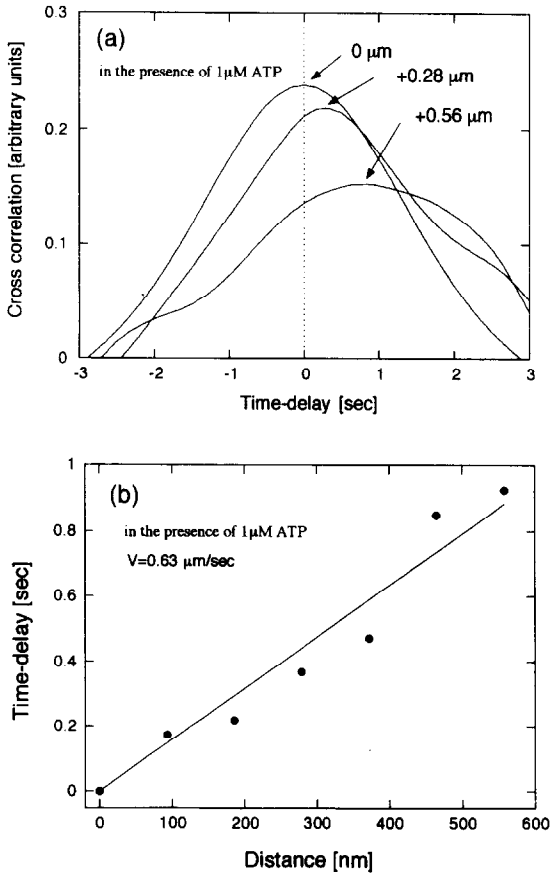 (a)
in the presence of 1μM ATP
0 μm
+0.28 μm
+0.56 μm
Cross correlation [arbitrary units]
0.3
0.2
0.1
0
-3 -2 -1 0 1 2 3
Time-delay [sec]
(b)
in the presence of 1μM ATP
V=0.63 μm/sec
Time-delay [sec]
1
0.8
0.6
0.4
0.2
0
0 100 200 300 400 500 600
Distance [nm]